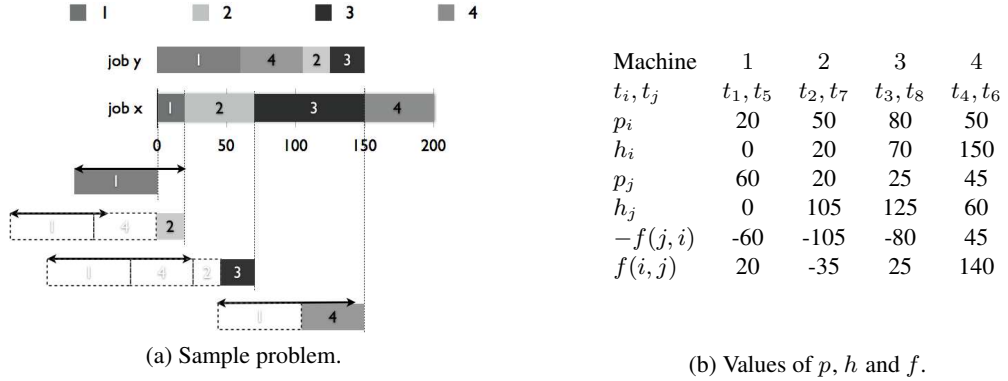 1 2 3 4
job y 1 4 2 3
job x 1 2 3 4
0 50 100 150 200
1
1 4 2
1 4 2 3
1 4
(a) Sample problem.
Machine 1 2 3 4
t_i, t_j t_1, t_5 t_2, t_7 t_3, t_8 t_4, t_6
p_i 20 50 80 50
h_i 0 20 70 150
p_j 60 20 25 45
h_j 0 105 125 60
−f(j, i) -60 -105 -80 45
f(i, j) 20 -35 25 140
(b) Values of p, h and f.